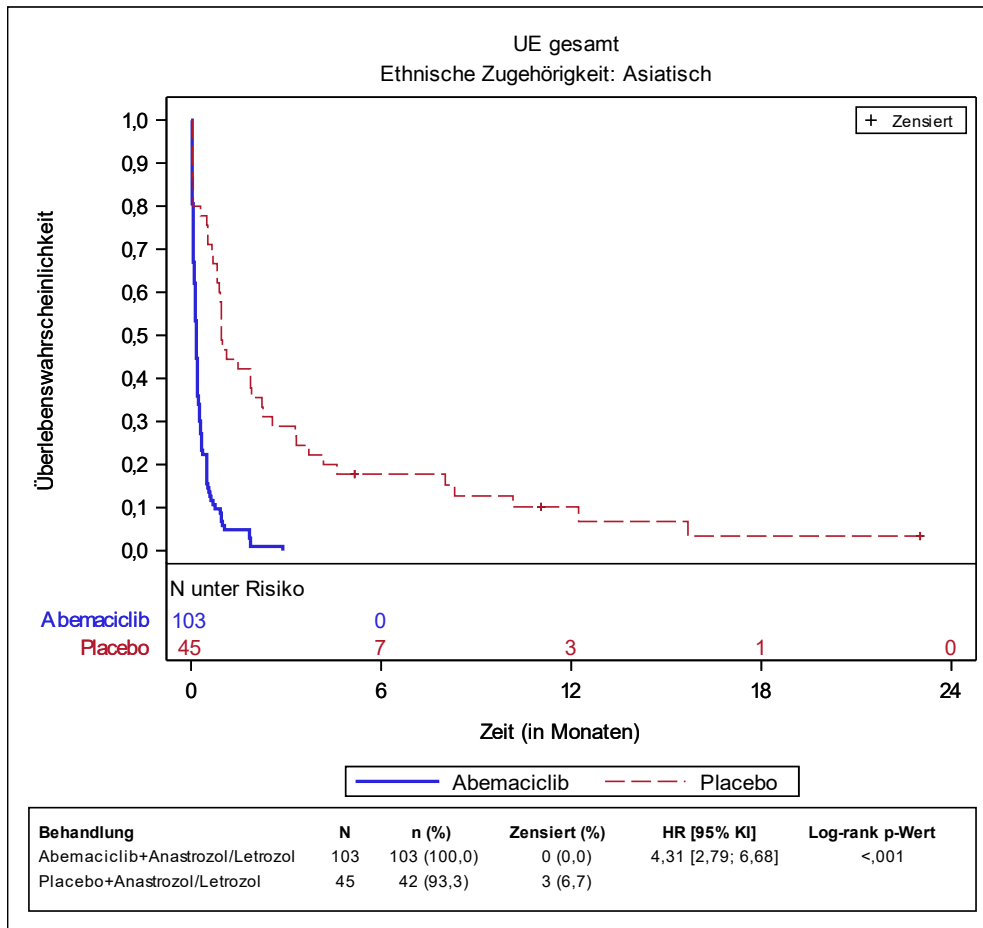 UE gesamt
Ethnische Zugehörigkeit: Asiatisch
+ Zensiert
1,0
0,9
0,8
0,7
0,6
0,5
0,4
0,3
0,2
0,1
0,0
Überlebenswahrscheinlichkeit
N unter Risiko
Abemaciclib 103 0
Placebo 45 7 3 1 0
0 6 12 18 24
Zeit (in Monaten)
Abemaciclib Placebo
Behandlung N n (%) Zensiert (%) HR [95% KI] Log-rank p-Wert
Abemaciclib+Anastrozol/Letrozol 103 103 (100,0) 0 (0,0) 4,31 [2,79; 6,68] <,001
Placebo+Anastrozol/Letrozol 45 42 (93,3) 3 (6,7)